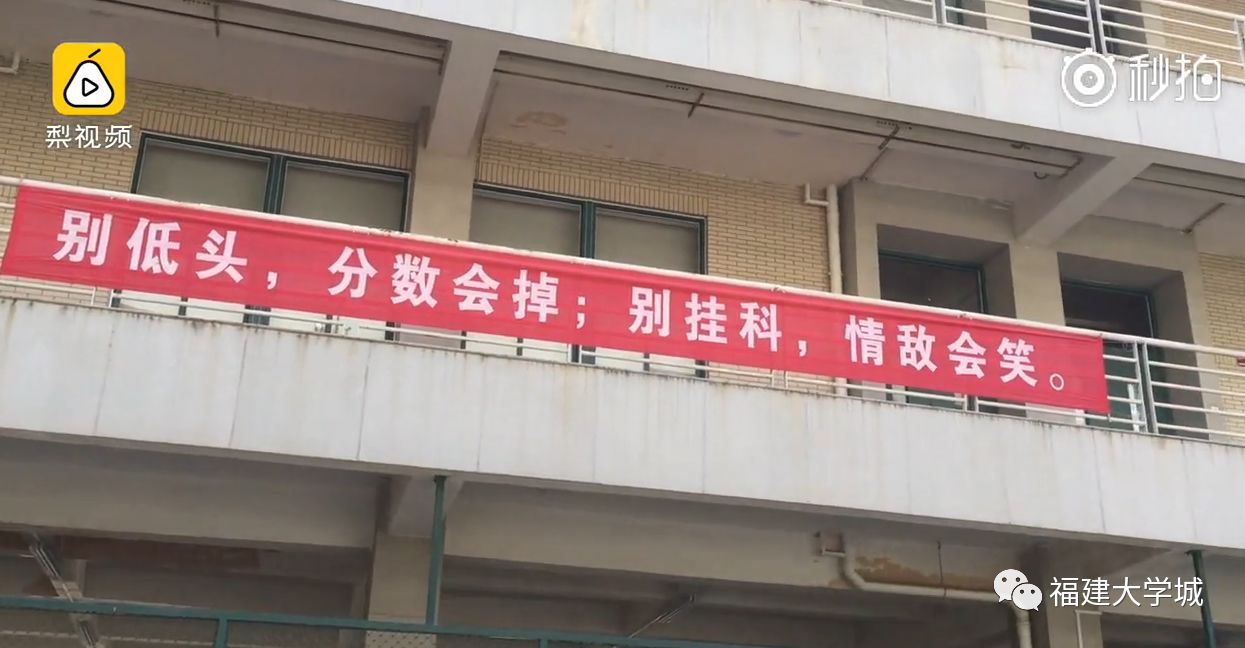 梨视频
秒拍
别低头，分数会掉；别挂科，情敌会笑。
福建大学城